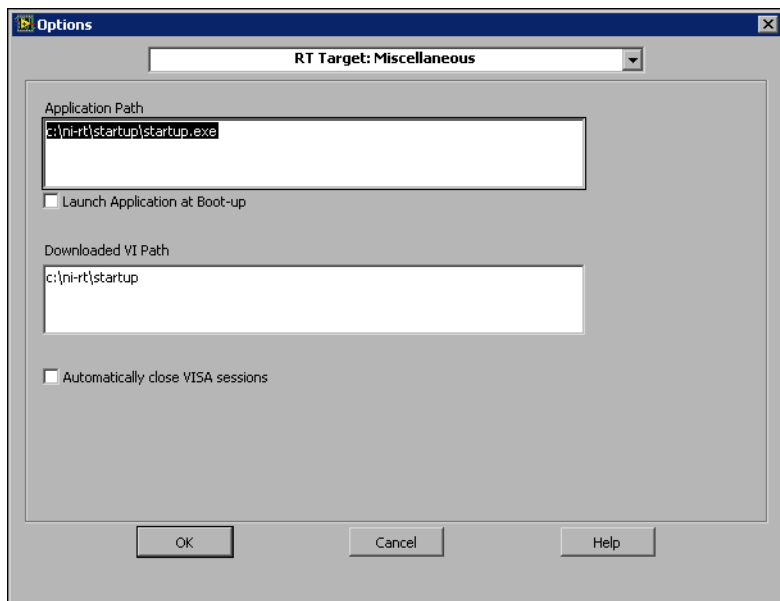 Options
RT Target: Miscellaneous
Application Path
c:\ni-rt\startup\startup.exe
Launch Application at Boot-up
Downloaded VI Path
c:\ni-rt\startup
Automatically close VISA sessions
OK Cancel Help